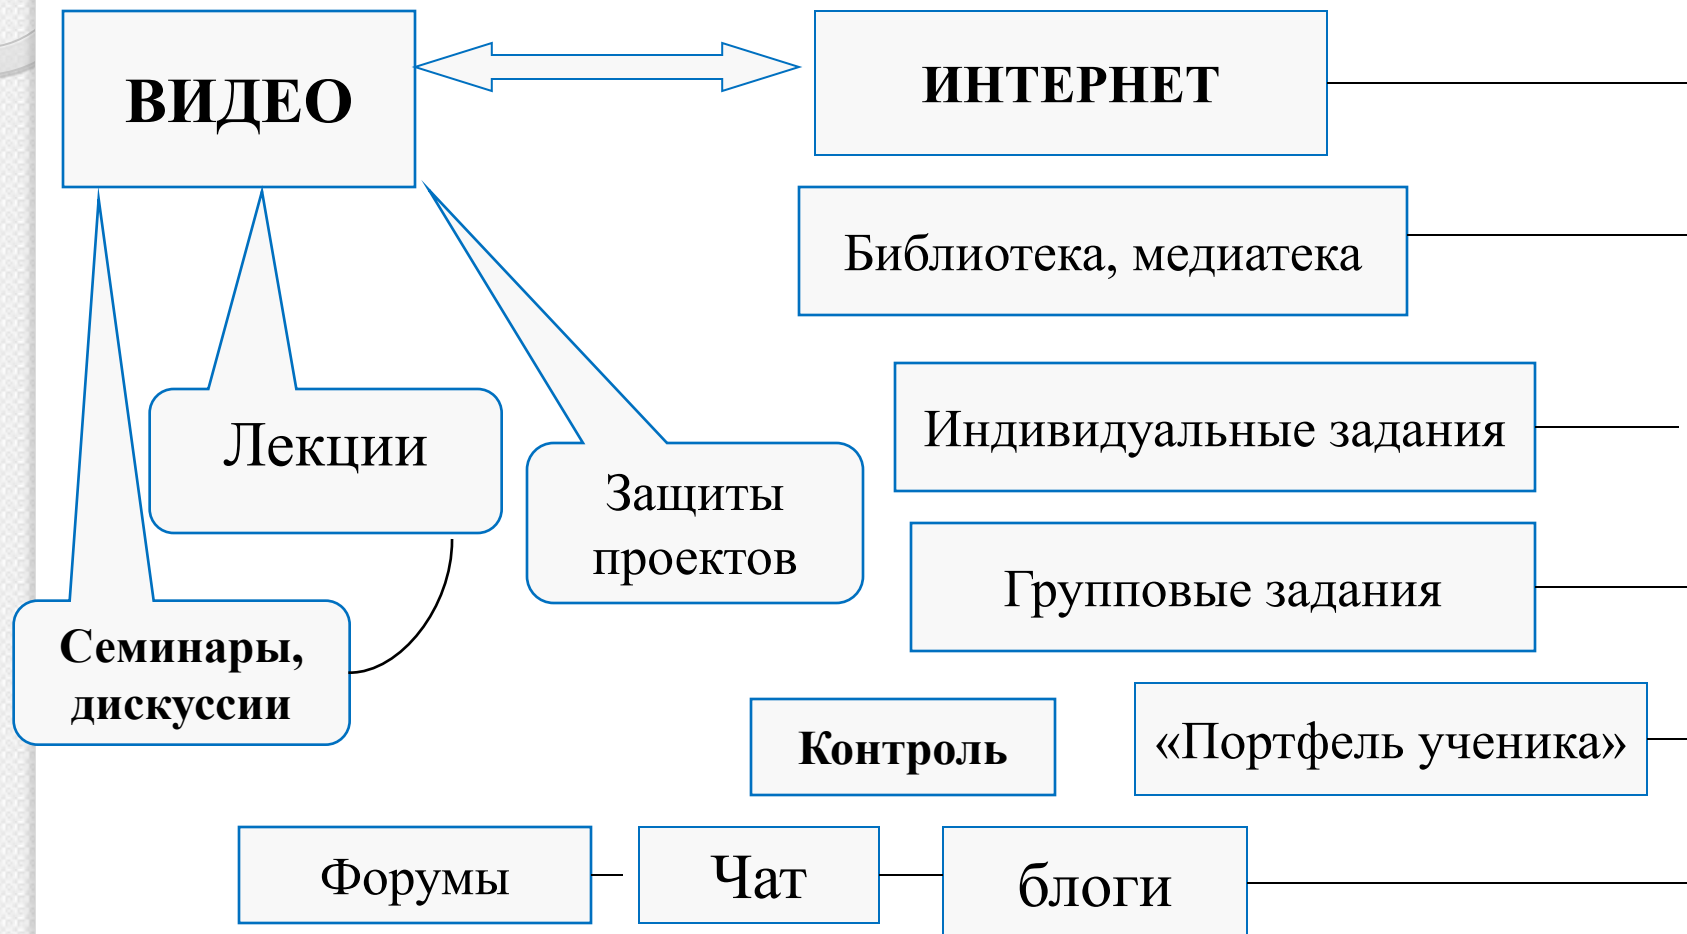 ВИДЕО
ИНТЕРНЕТ
Библиотека, медиатека
Индивидуальные задания
Лекции
Защиты
проектов
Групповые задания
Семинары,
дискуссии
Контроль
«Портфель ученика»
Форумы
Чат
блоги